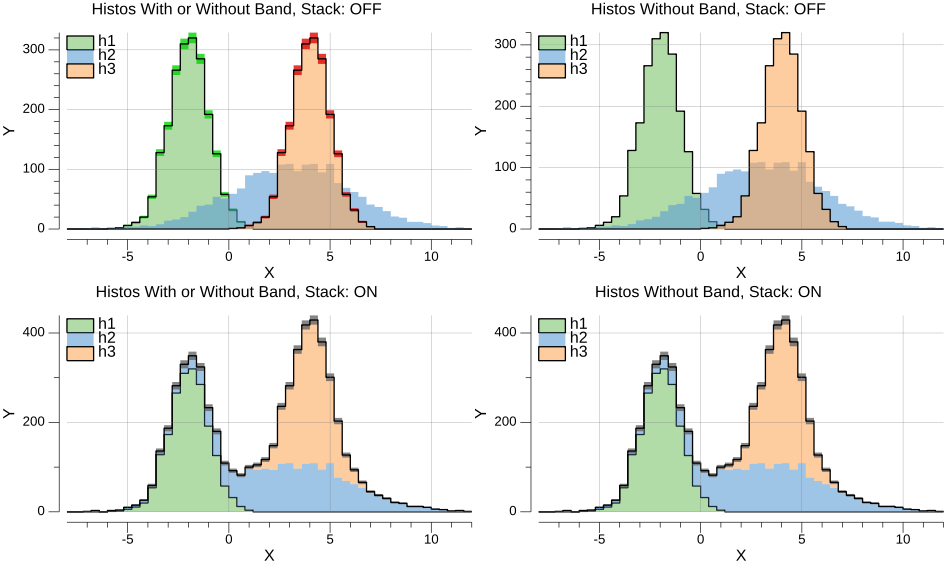 Histos With or Without Band, Stack: OFF
h1
h2
h3
300
200
100
0
Y
-5
0
5
10
X
Histos Without Band, Stack: OFF
h1
h2
h3
300
200
100
0
Y
-5
0
5
10
X
Histos With or Without Band, Stack: ON
h1
h2
h3
400
200
0
Y
-5
0
5
10
X
Histos Without Band, Stack: ON
h1
h2
h3
400
200
0
Y
-5
0
5
10
X